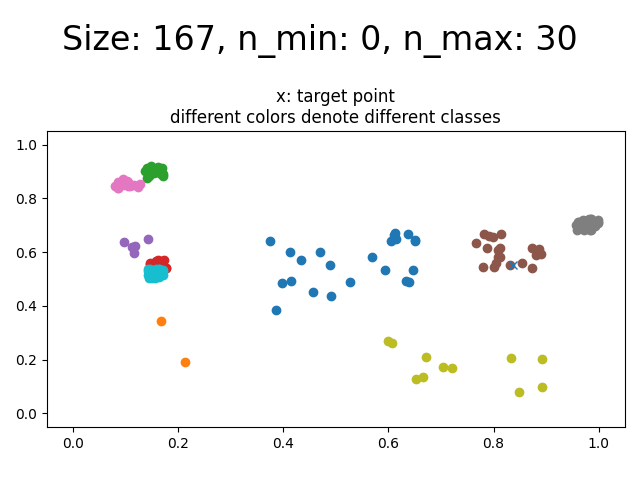 Size: 167, n_min: 0, n_max: 30
x: target point
different colors denote different classes
1.0
0.8
0.6
0.4
0.2
0.0
0.0 0.2 0.4 0.6 0.8 1.0